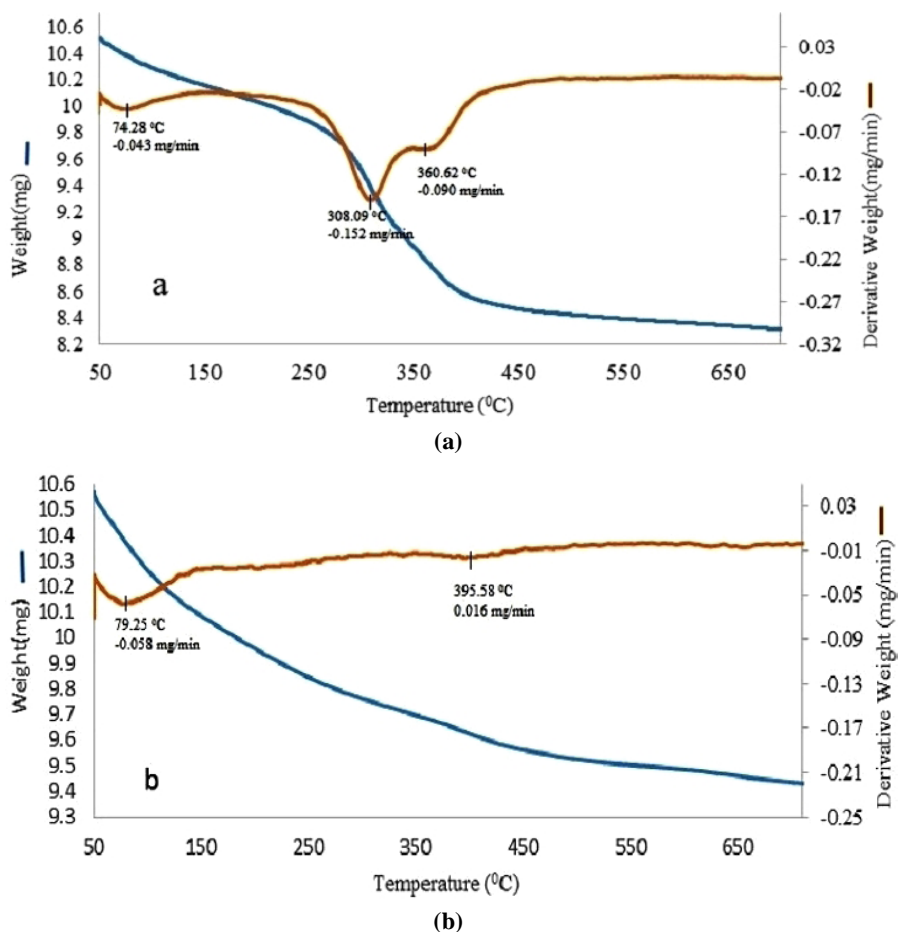 10.6
10.4
10.2
10
9.8
9.6
9.4
9.2
9
8.8
8.6
8.4
8.2
Weight(mg)
0.03
-0.02
-0.07
-0.12
-0.17
-0.22
-0.27
-0.32
Derivative Weight(mg/min)
74.28 ⁰C
-0.043 mg/min
308.09 ⁰C
-0.152 mg/min
360.62 ⁰C
-0.090 mg/min
a
50 150 250 350 450 550 650
Temperature (⁰C)
(a)
10.6
10.5
10.4
10.3
10.2
10.1
10
9.9
9.8
9.7
9.6
9.5
9.4
9.3
Weight(mg)
0.03
-0.01
-0.05
-0.09
-0.13
-0.17
-0.21
-0.25
Derivative Weight (mg/min)
79.25 ⁰C
-0.058 mg/min
395.58 ⁰C
0.016 mg/min
b
50 150 250 350 450 550 650
Temperature (⁰C)
(b)